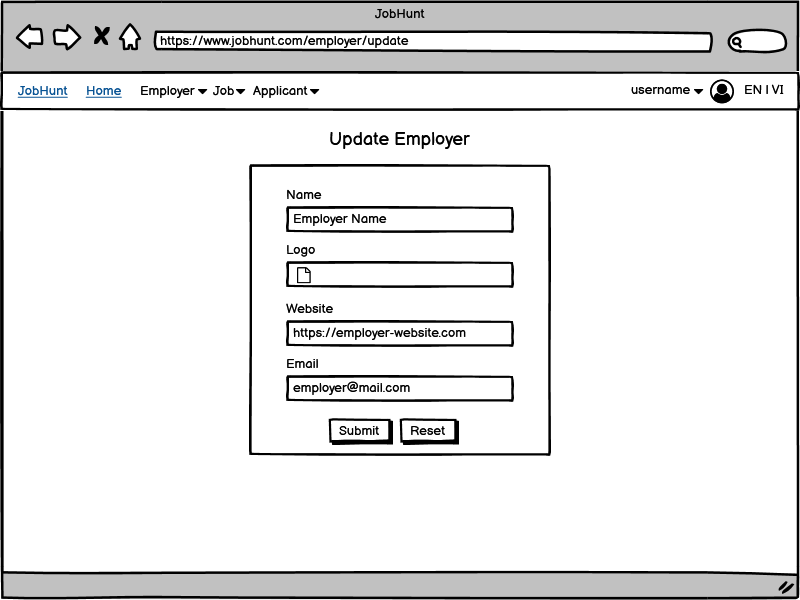 JobHunt
https://www.jobhunt.com/employer/update
JobHunt Home Employer Job Applicant username EN | VI
Update Employer
Name
Employer Name
Logo
Website
https://employer-website.com
Email
employer@mail.com
Submit Reset